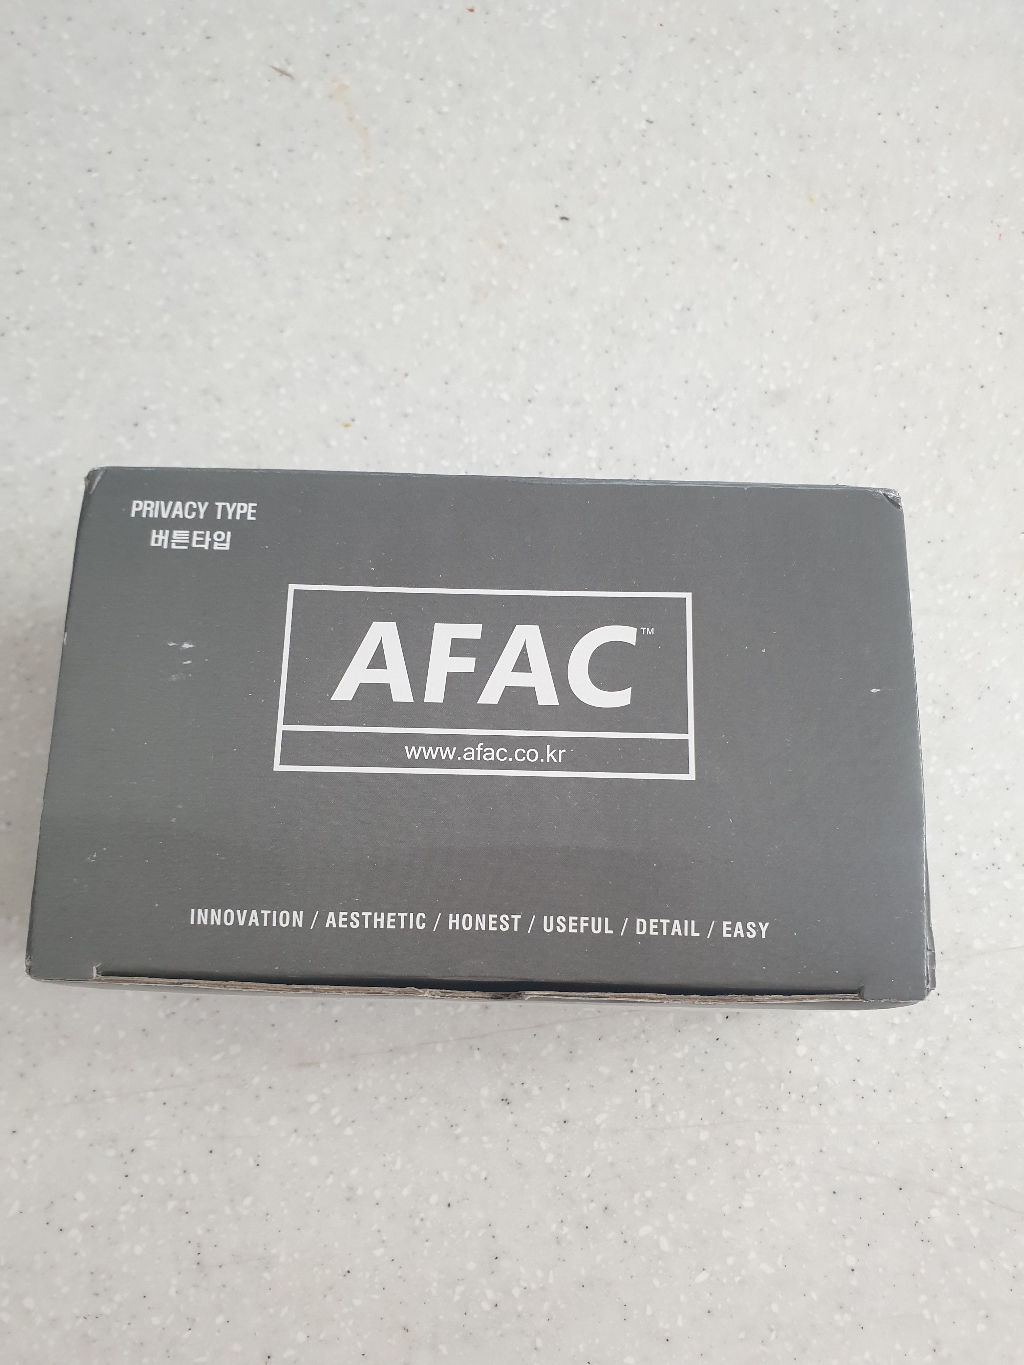 PRIVACY TYPE
버튼타입
AFAC™
www.afac.co.kr
INNOVATION / AESTHETIC / HONEST / USEFUL / DETAIL / EASY